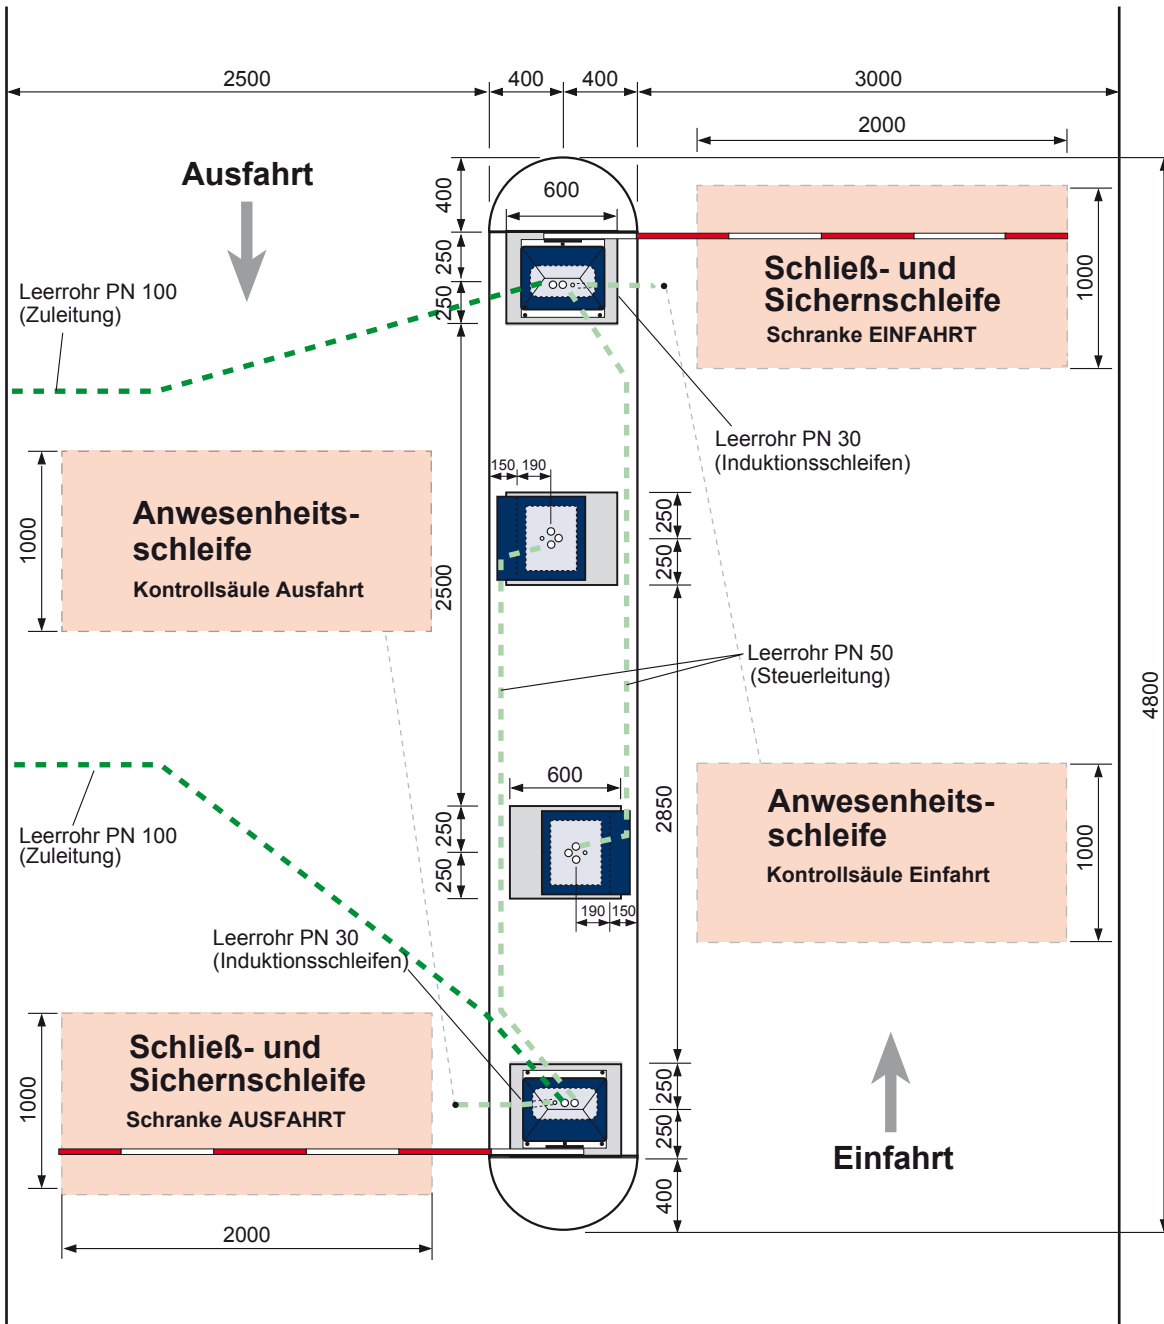 2500
400
400
3000
2000
Ausfahrt
400
600
250
250
1000
Schließ- und
Sichernschleife
Schranke EINFAHRT
Leerrohr PN 100
(Zuleitung)
Leerrohr PN 30
(Induktionsschleifen)
150
190
1000
Anwesenheits-
schleife
Kontrollsäule Ausfahrt
250
250
2500
Leerrohr PN 50
(Steuerleitung)
4800
600
2850
Leerrohr PN 100
(Zuleitung)
250
250
Anwesenheits-
schleife
Kontrollsäule Einfahrt
1000
190
150
Leerrohr PN 30
(Induktionsschleifen)
1000
Schließ- und
Sichernschleife
Schranke AUSFAHRT
250
250
Einfahrt
400
2000